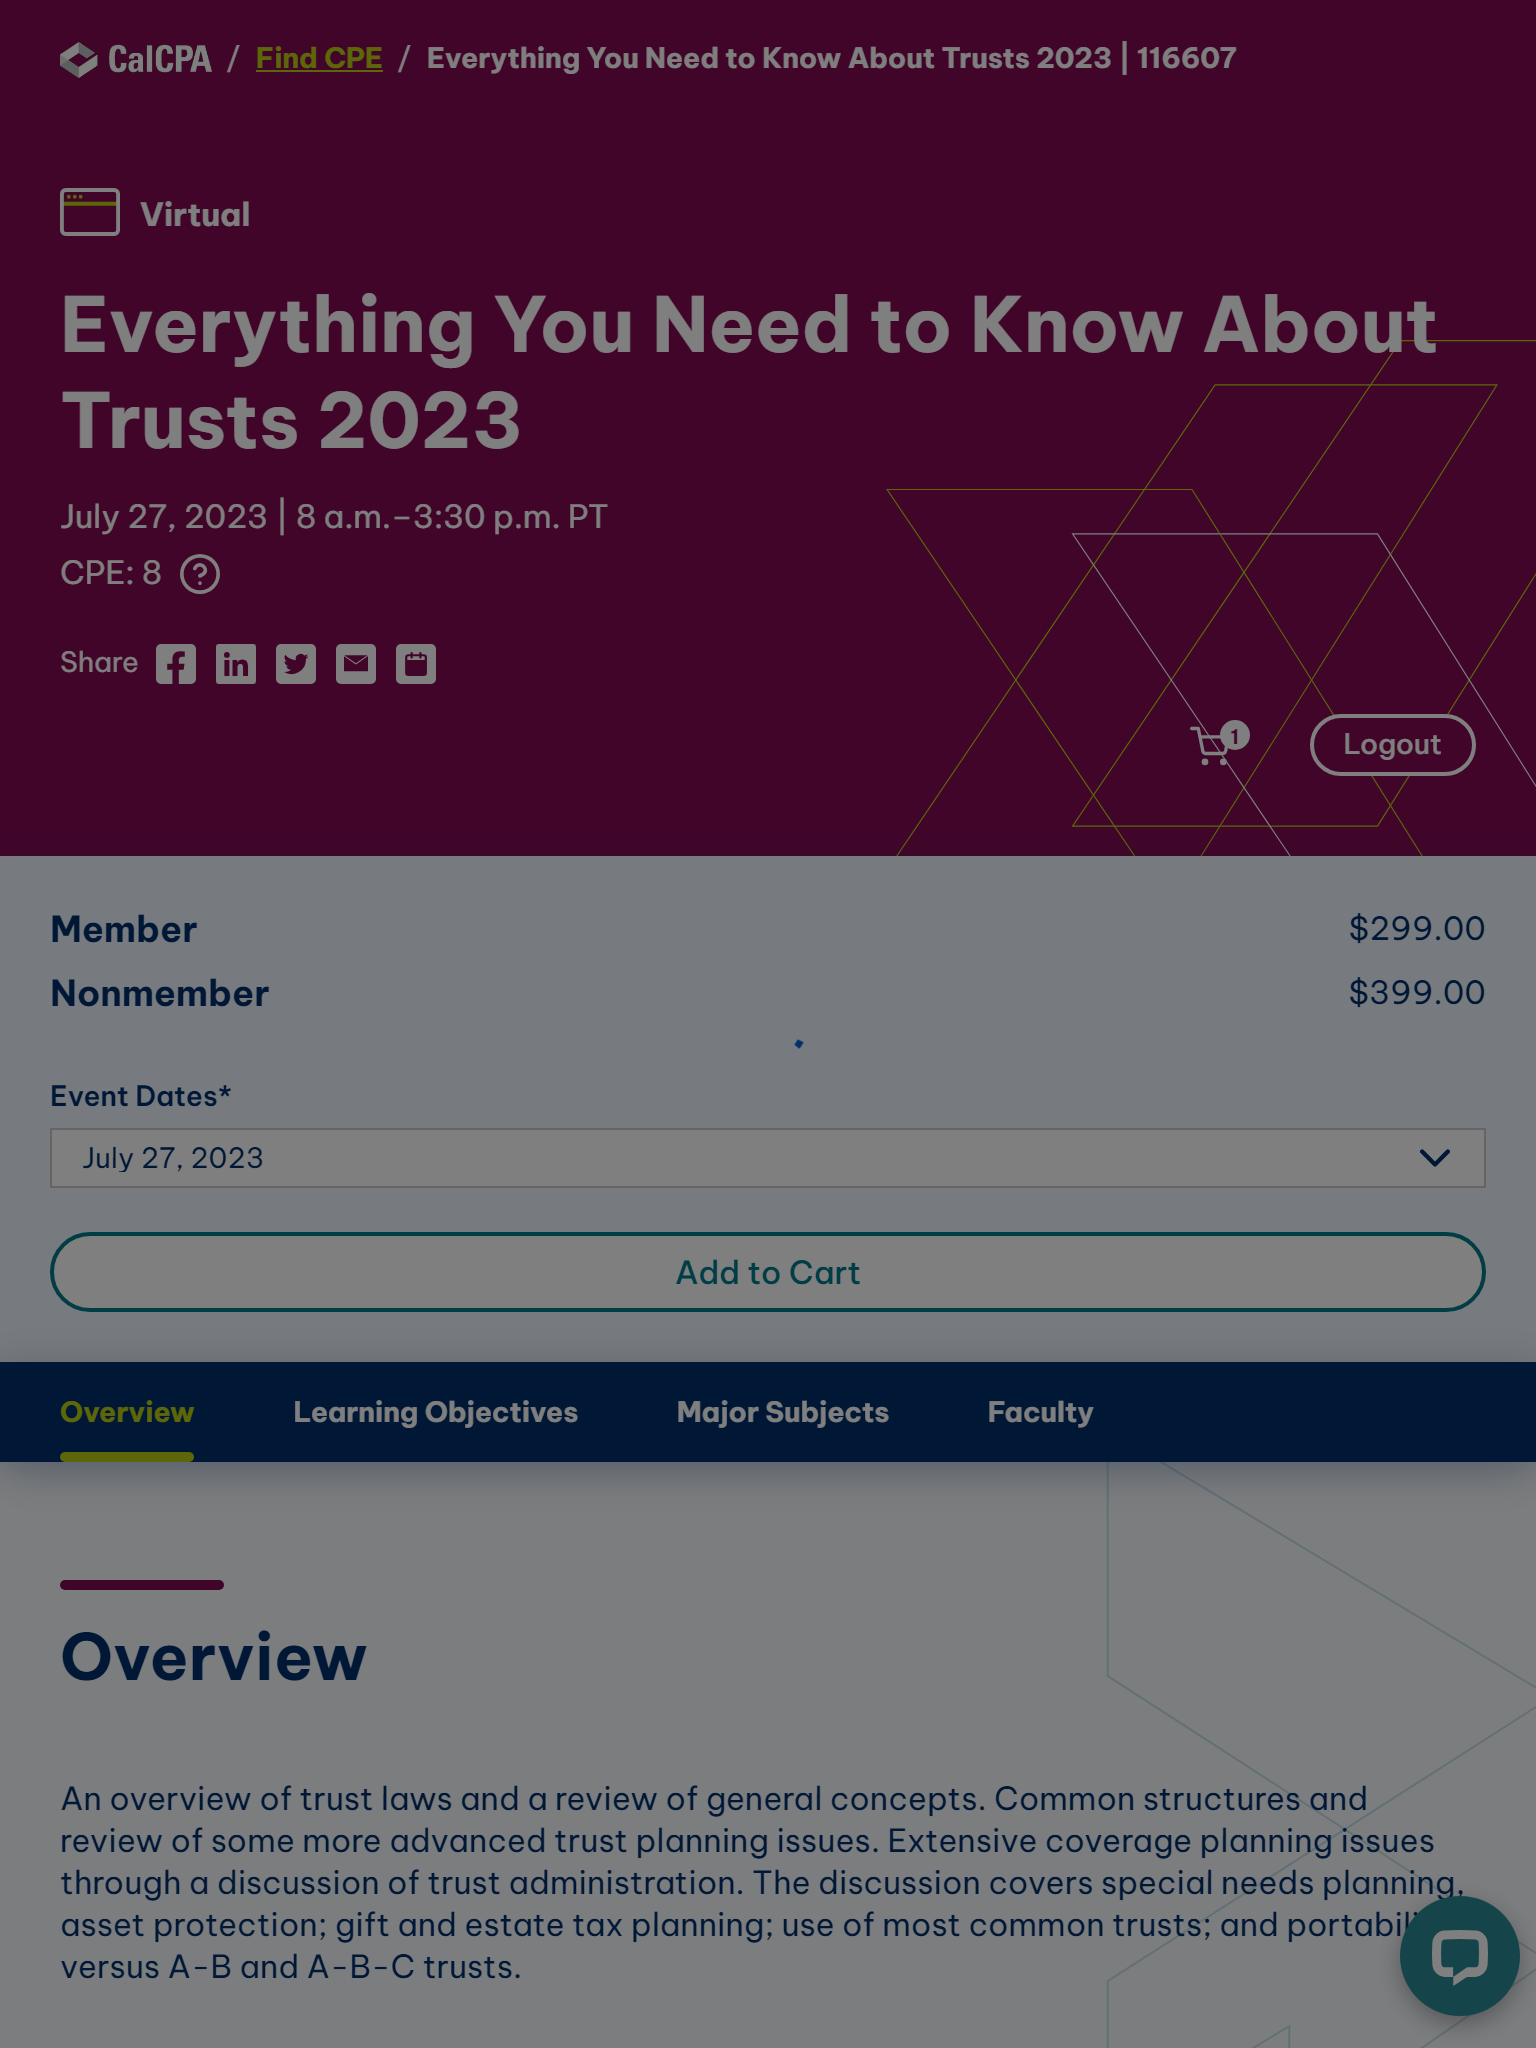 CalCPA / Find CPE / Everything You Need to Know About Trusts 2023 | 116607
Virtual
Everything You Need to Know About
Trusts 2023
July 27, 2023 | 8 a.m.–3:30 p.m. PT
CPE: 8 ?
Share
1
Logout
Member $299.00
Nonmember $399.00
Event Dates*
July 27, 2023
Add to Cart
Overview Learning Objectives Major Subjects Faculty
Overview
An overview of trust laws and a review of general concepts. Common structures and
review of some more advanced trust planning issues. Extensive coverage planning issues
through a discussion of trust administration. The discussion covers special needs planning,
asset protection; gift and estate tax planning; use of most common trusts; and
versus A-B and A-B-C trusts.